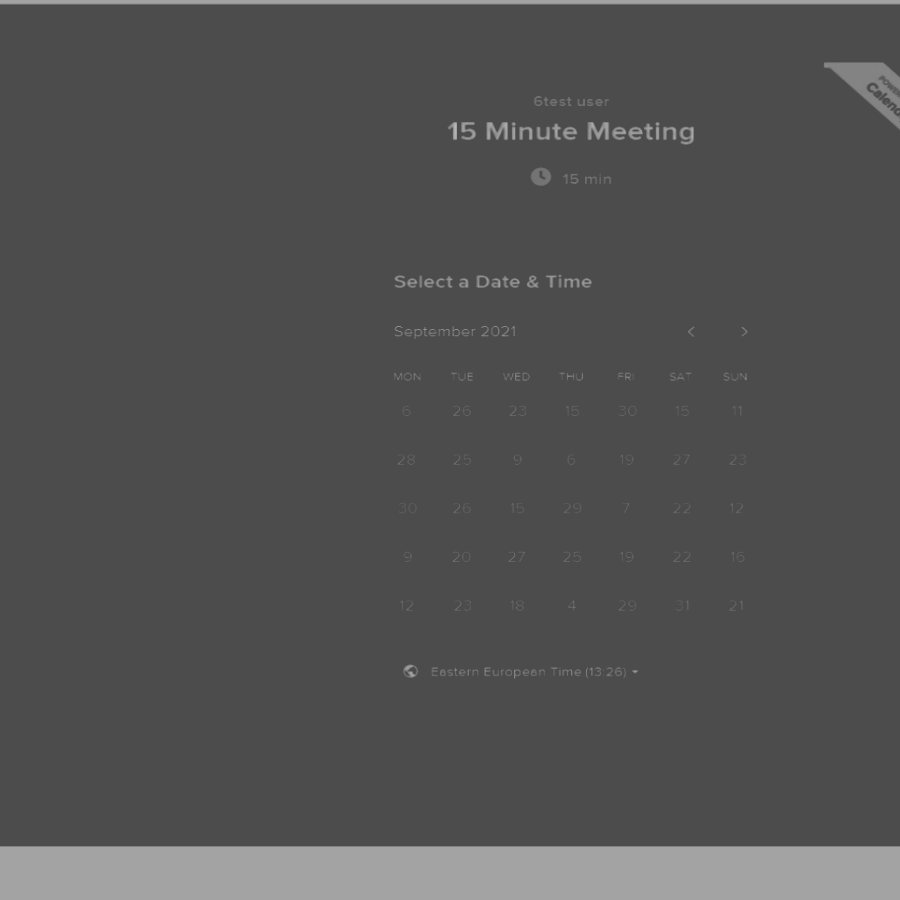 6test user
15 Minute Meeting
15 min
Select a Date & Time
September 2021
MON TUE WED THU FRI SAT SUN
6 26 23 15 30 15 11
28 25 9 6 19 27 23
30 26 15 29 7 22 12
9 20 27 25 19 22 16
12 23 18 4 29 31 21
Eastern European Time (13:26)